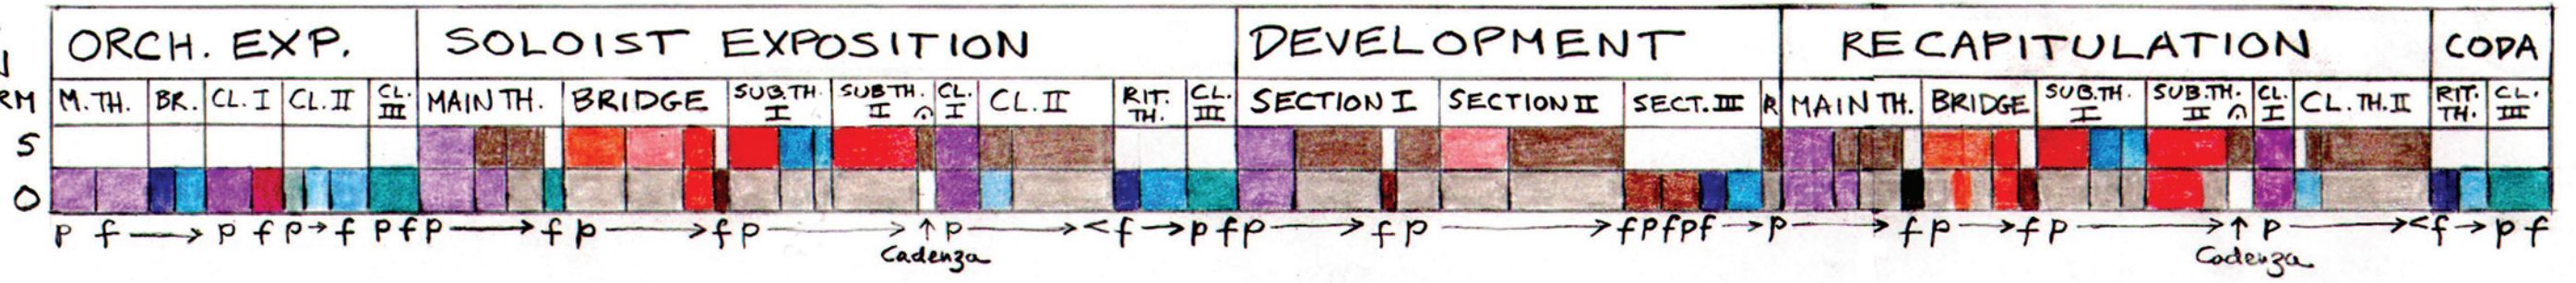 ORCH. EXP. SOLOIST EXPOSITION DEVELOPMENT RECAPITULATION CODA
RM M.TH. BR. CL.I CL.II CL.III MAIN TH. BRIDGE SUB.TH.I SUB.TH.II CL.I CL.II RIT.TH. CL.III SECTION I SECTION II SECT.III R MAIN TH. BRIDGE SUB.TH.I SUB.TH.II CL.I CL.TH.II RIT.TH. CL.III
S
O
p f → p f p → f p f p → f p → f p → ↑ p → < f → p f p → f p → f p f p f → p → f p → f p → ↑ p → < f → p f
Cadenza Cadenza